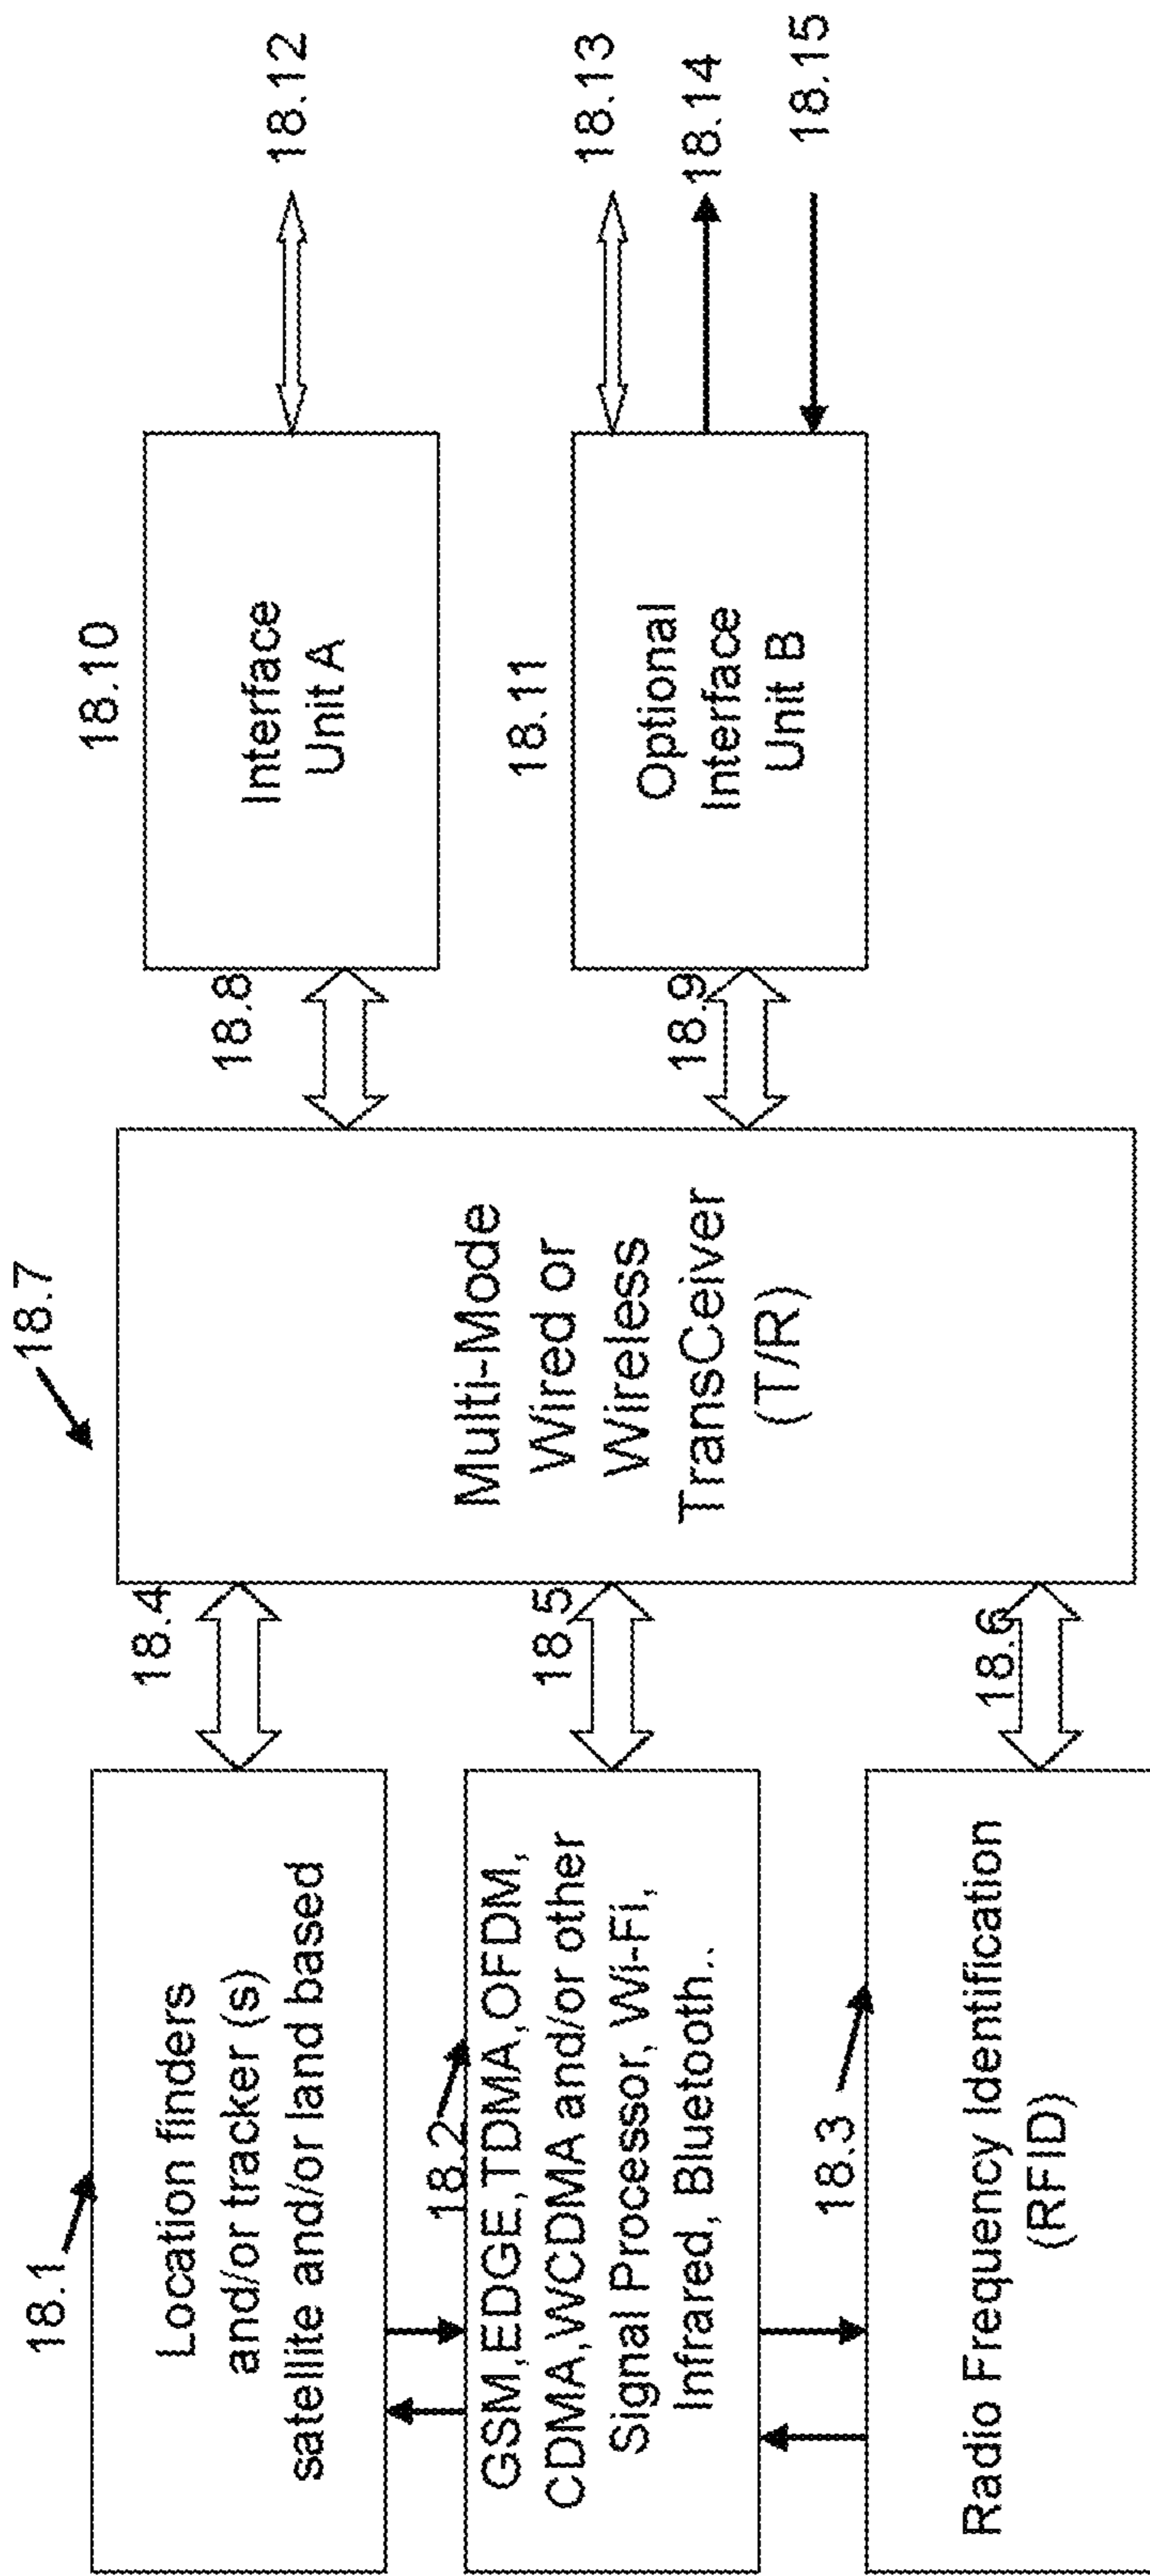 18.1
Location finders
and/or tracker (s)
satellite and/or land based
18.2
GSM,EDGE,TDMA,OFDM,
CDMA,WCDMA and/or other
Signal Processor, Wi-Fi,
Infrared, Bluetooth..
18.3
Radio Frequency Identification
(RFID)
18.4
18.5
18.6
18.7
Multi-Mode
Wired or
Wireless
TransCeiver
(T/R)
18.8
18.9
18.10
Interface
Unit A
18.11
Optional
Interface
Unit B
18.12
18.13
18.14
18.15